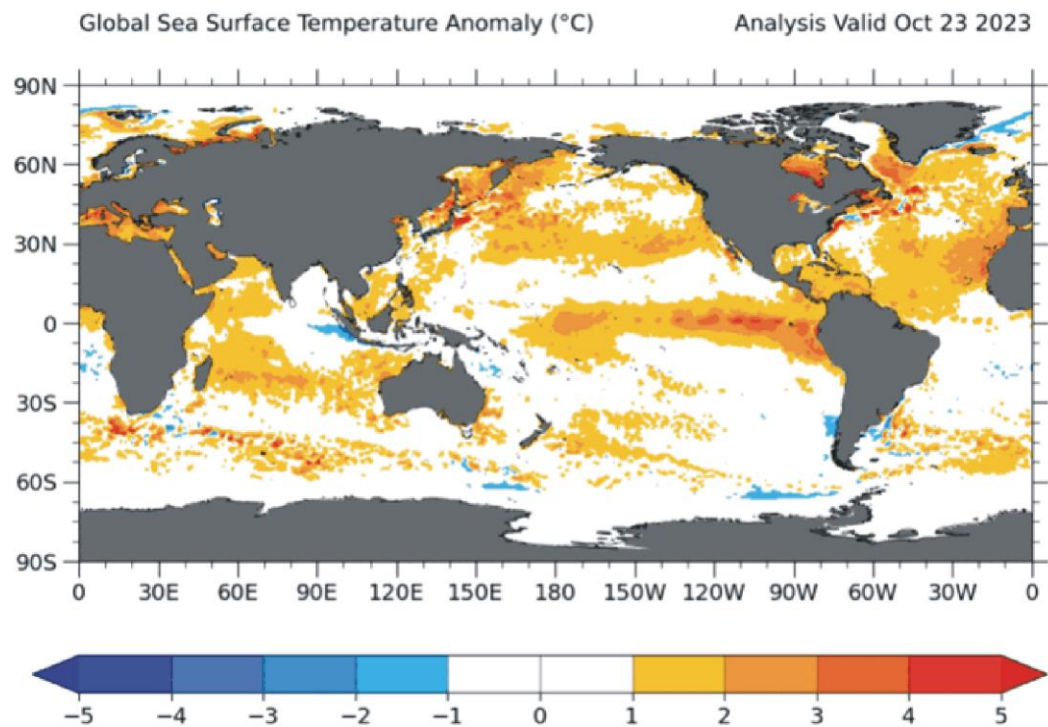 Global Sea Surface Temperature Anomaly (°C) Analysis Valid Oct 23 2023
90N
60N
30N
0
30S
60S
90S
0 30E 60E 90E 120E 150E 180 150W 120W 90W 60W 30W 0
−5 −4 −3 −2 −1 0 1 2 3 4 5